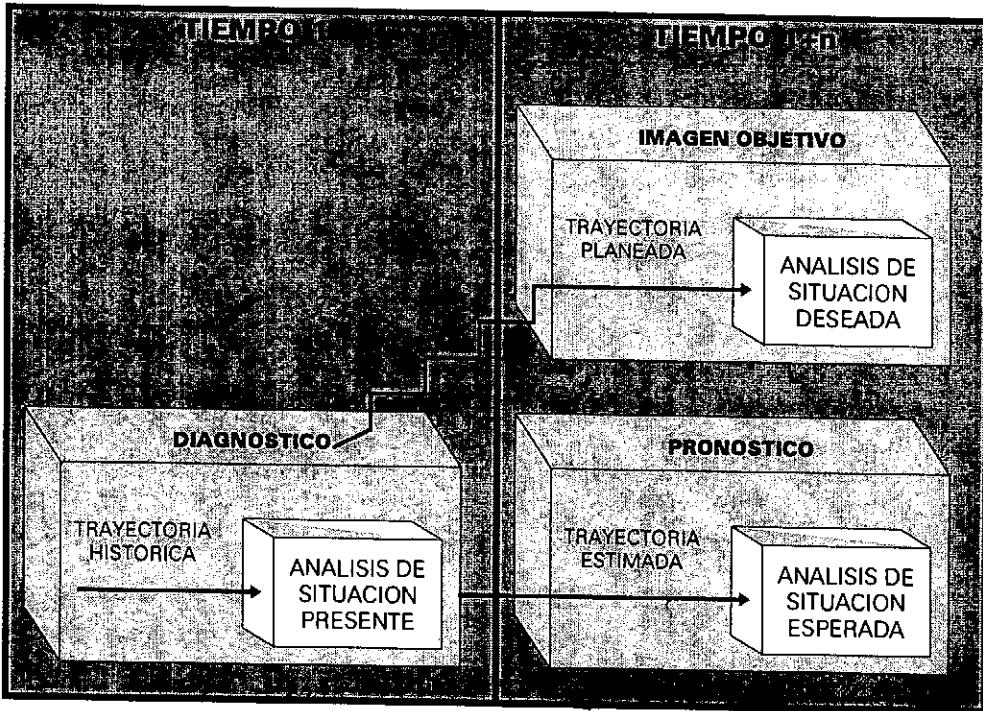 TIEMPO
TIEMPO T+n
IMAGEN OBJETIVO
TRAYECTORIA
PLANEADA
ANALISIS DE
SITUACION
DESEADA
DIAGNOSTICO
TRAYECTORIA
HISTORICA
ANALISIS DE
SITUACION
PRESENTE
PRONOSTICO
TRAYECTORIA
ESTIMADA
ANALISIS DE
SITUACION
ESPERADA